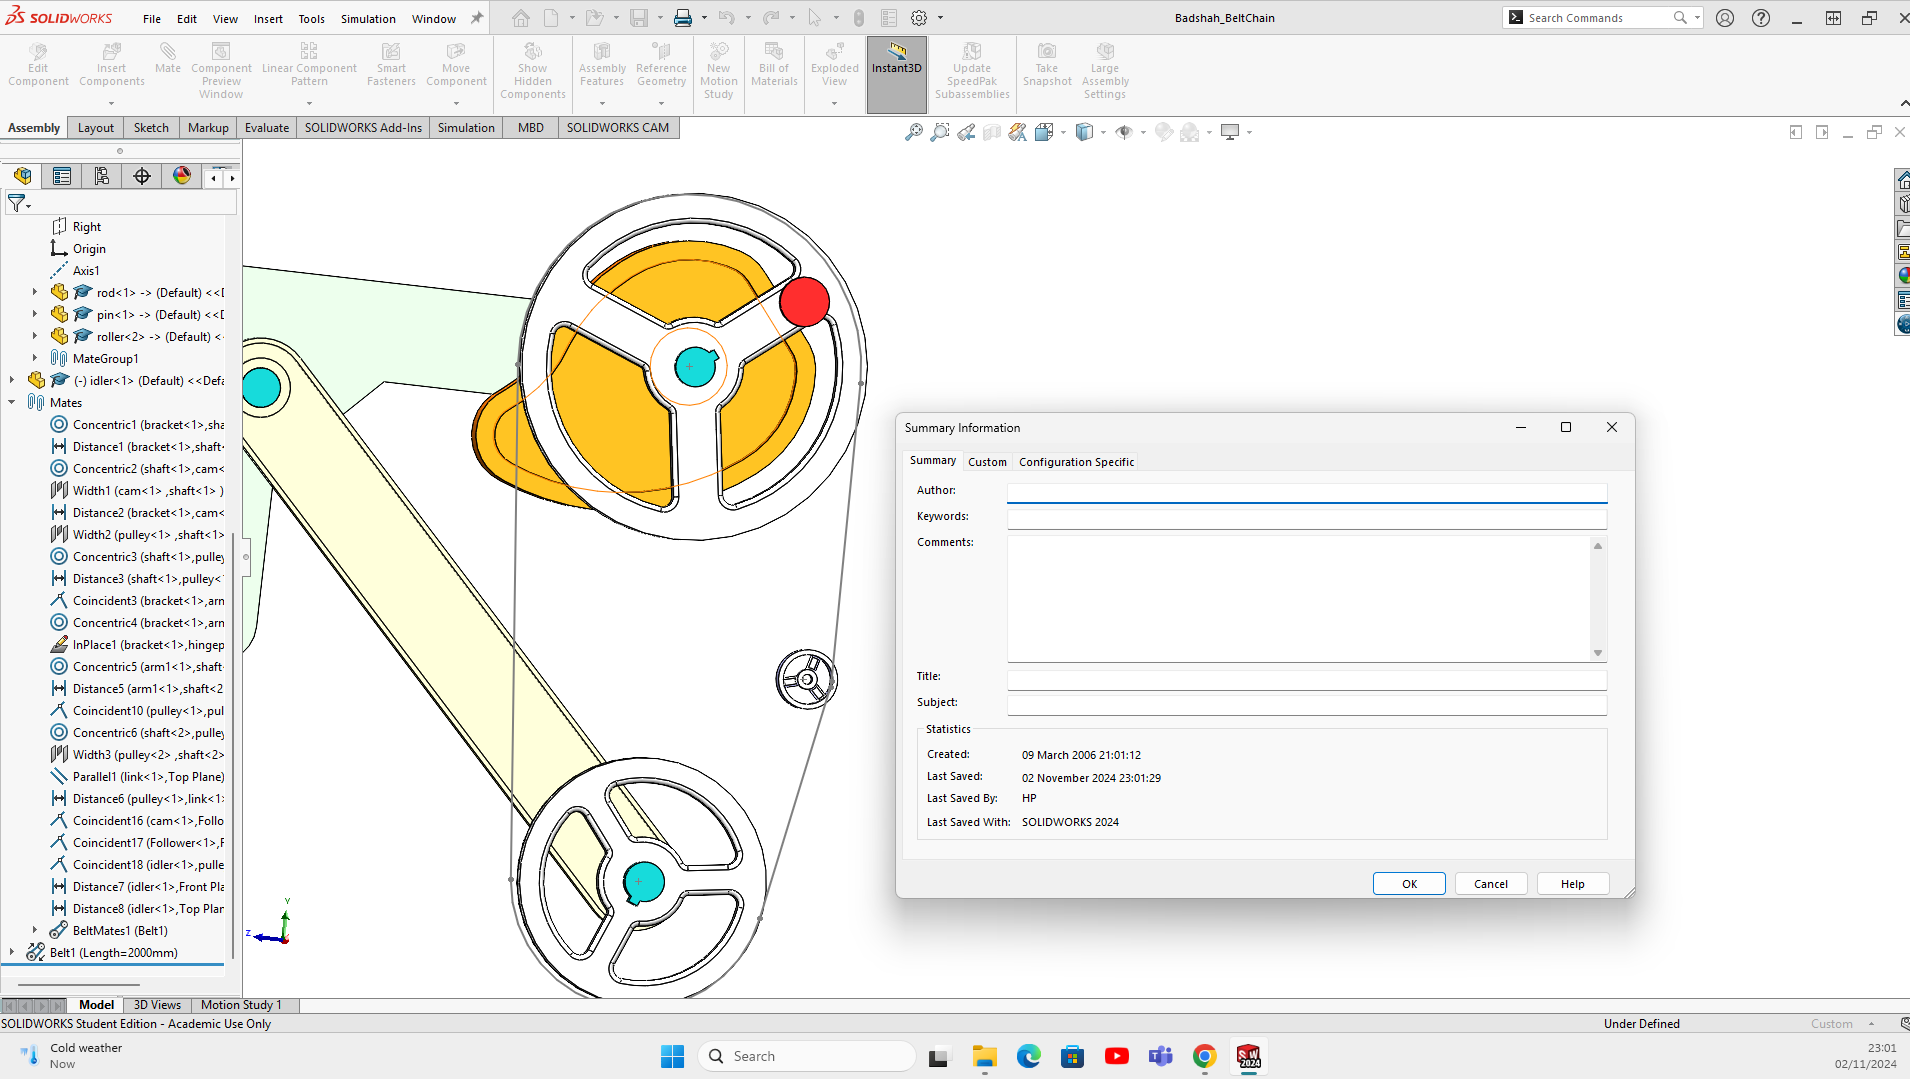 SOLIDWORKS
File Edit View Insert Tools Simulation Window
Badshah_BeltChain
Search Commands
Edit Component
Insert Components
Mate
Component Preview Window
Linear Component Pattern
Smart Fasteners
Move Component
Show Hidden Components
Assembly Features
Reference Geometry
New Motion Study
Bill of Materials
Exploded View
Instant3D
Update SpeedPak Subassemblies
Take Snapshot
Large Assembly Settings
Assembly Layout Sketch Markup Evaluate SOLIDWORKS Add-Ins Simulation MBD SOLIDWORKS CAM
Right
Origin
Axis1
rod<1> -> (Default) <<D
pin<1> -> (Default) <<D
roller<2> -> (Default) <
MateGroup1
(-) idler<1> (Default) <<Defa
Mates
Concentric1 (bracket<1>,sha
Distance1 (bracket<1>,shaft
Concentric2 (shaft<1>,cam<
Width1 (cam<1> ,shaft<1> )
Distance2 (bracket<1>,cam<
Width2 (pulley<1> ,shaft<1>
Concentric3 (shaft<1>,pulley
Distance3 (shaft<1>,pulley<
Coincident3 (bracket<1>,arn
Concentric4 (bracket<1>,arn
InPlace1 (bracket<1>,hingep
Concentric5 (arm1<1>,shaft
Distance5 (arm1<1>,shaft<2
Coincident10 (pulley<1>,pul
Concentric6 (shaft<2>,pulley
Width3 (pulley<2> ,shaft<2>
Parallel1 (link<1>,Top Plane)
Distance6 (pulley<1>,link<1>
Coincident16 (cam<1>,Follo
Coincident17 (Follower<1>,F
Coincident18 (idler<1>,pulle
Distance7 (idler<1>,Front Pla
Distance8 (idler<1>,Top Plar
BeltMates1 (Belt1)
Belt1 (Length=2000mm)
Y
Z
Summary Information
Summary Custom Configuration Specific
Author:
Keywords:
Comments:
Title:
Subject:
Statistics
Created: 09 March 2006 21:01:12
Last Saved: 02 November 2024 23:01:29
Last Saved By: HP
Last Saved With: SOLIDWORKS 2024
OK Cancel Help
Model 3D Views Motion Study 1
SOLIDWORKS Student Edition - Academic Use Only
Under Defined
Custom
Cold weather
Now
Search
SW 2024
23:01
02/11/2024